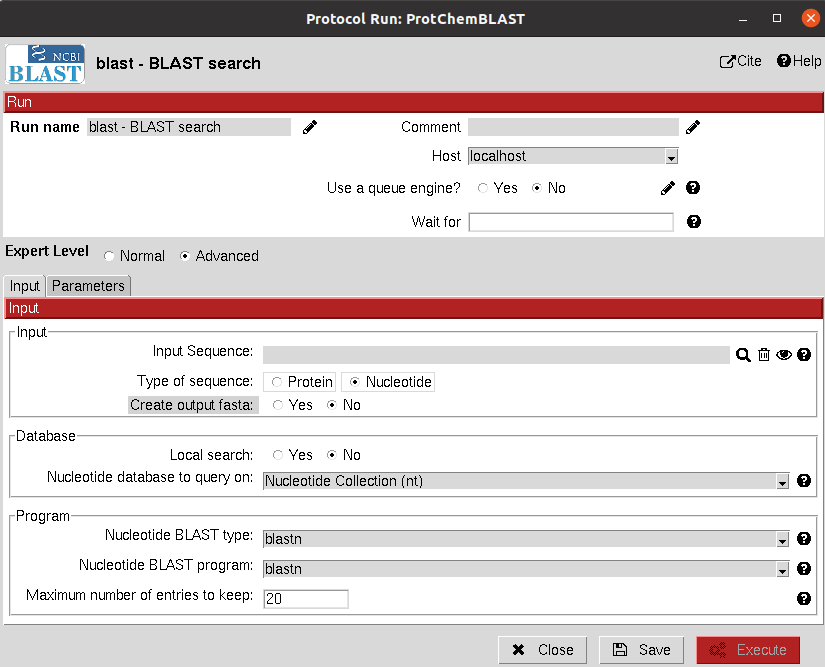 Protocol Run: ProtChemBLAST
NCBI
BLAST
blast - BLAST search
Cite
Help
Run
Run name blast - BLAST search
Comment
Host localhost
Use a queue engine? Yes No
Wait for
Expert Level Normal Advanced
Input Parameters
Input
Input
Input Sequence:
Type of sequence: Protein Nucleotide
Create output fasta: Yes No
Database
Local search: Yes No
Nucleotide database to query on: Nucleotide Collection (nt)
Program
Nucleotide BLAST type: blastn
Nucleotide BLAST program: blastn
Maximum number of entries to keep: 20
Close Save Execute